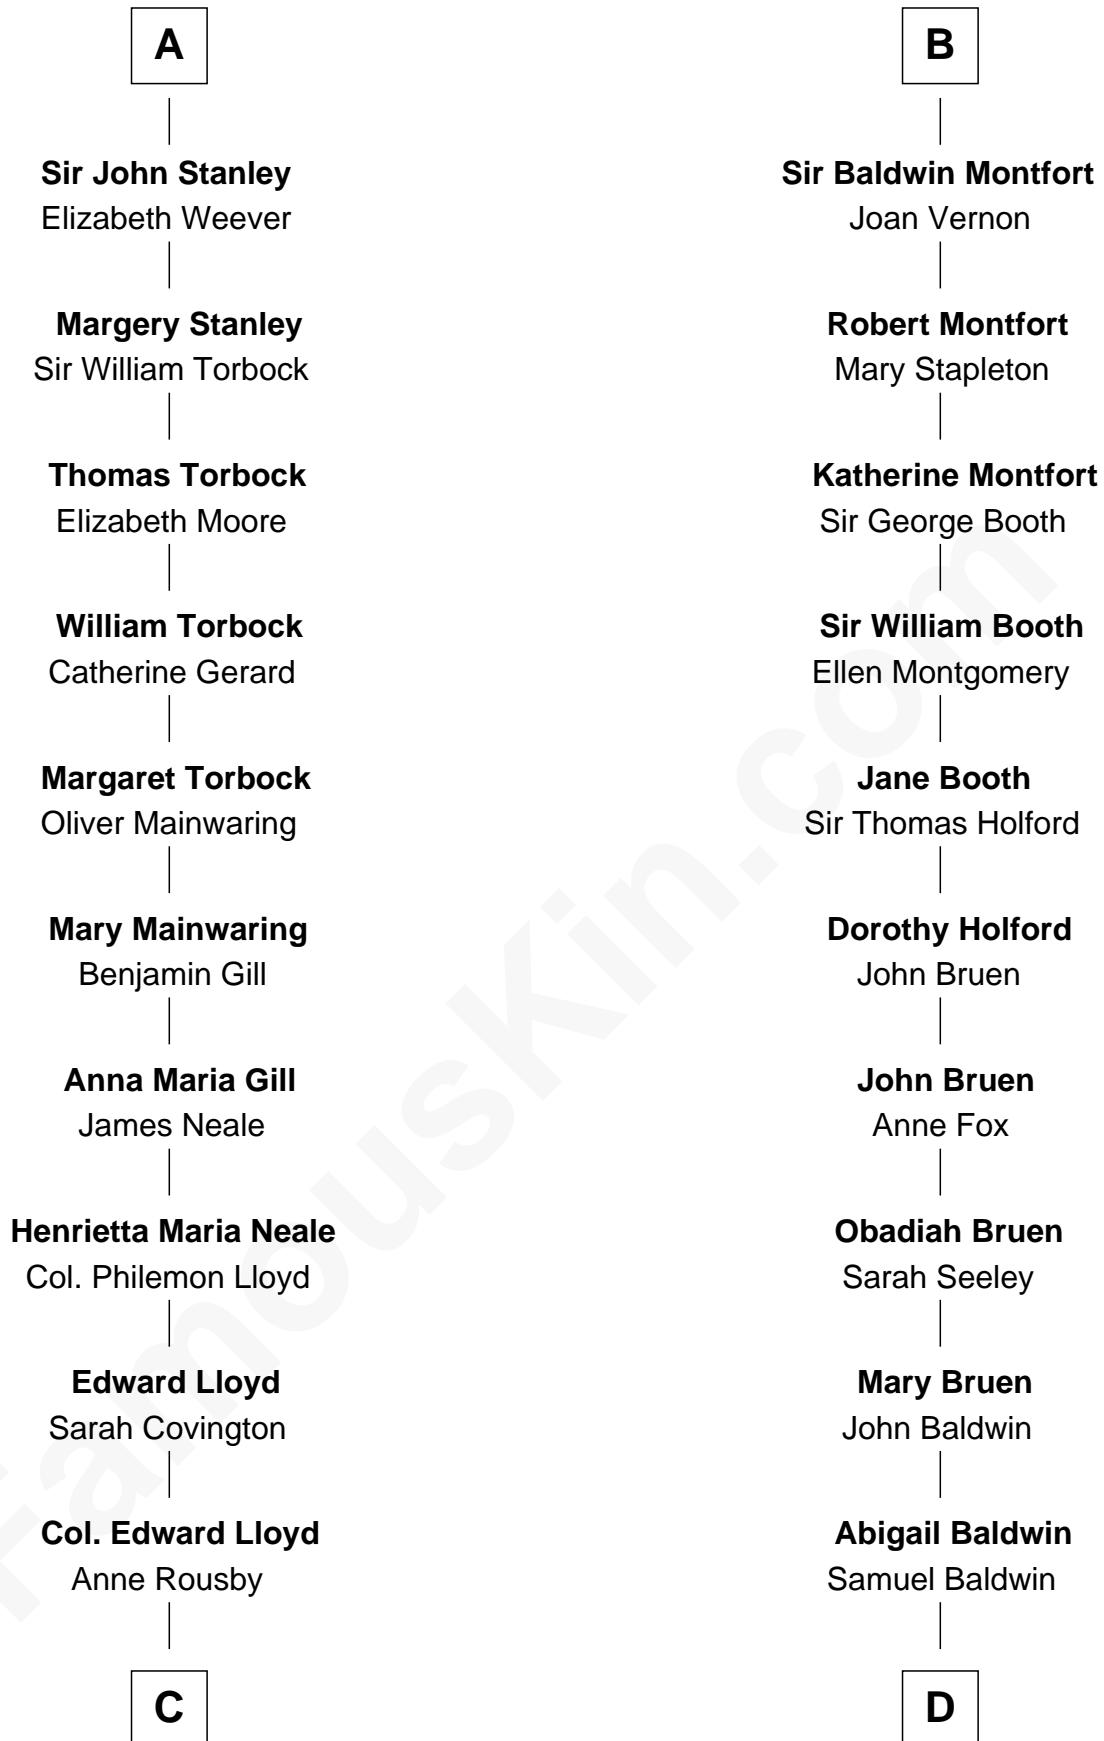 A
Sir John Stanley
Elizabeth Weever
Margery Stanley
Sir William Torbock
Thomas Torbock
Elizabeth Moore
William Torbock
Catherine Gerard
Margaret Torbock
Oliver Mainwaring
Mary Mainwaring
Benjamin Gill
Anna Maria Gill
James Neale
Henrietta Maria Neale
Col. Philemon Lloyd
Edward Lloyd
Sarah Covington
Col. Edward Lloyd
Anne Rousby
C
B
Sir Baldwin Montfort
Joan Vernon
Robert Montfort
Mary Stapleton
Katherine Montfort
Sir George Booth
Sir William Booth
Ellen Montgomery
Jane Booth
Sir Thomas Holford
Dorothy Holford
John Bruen
John Bruen
Anne Fox
Obadiah Bruen
Sarah Seeley
Mary Bruen
John Baldwin
Abigail Baldwin
Samuel Baldwin
D
FamousKin.com